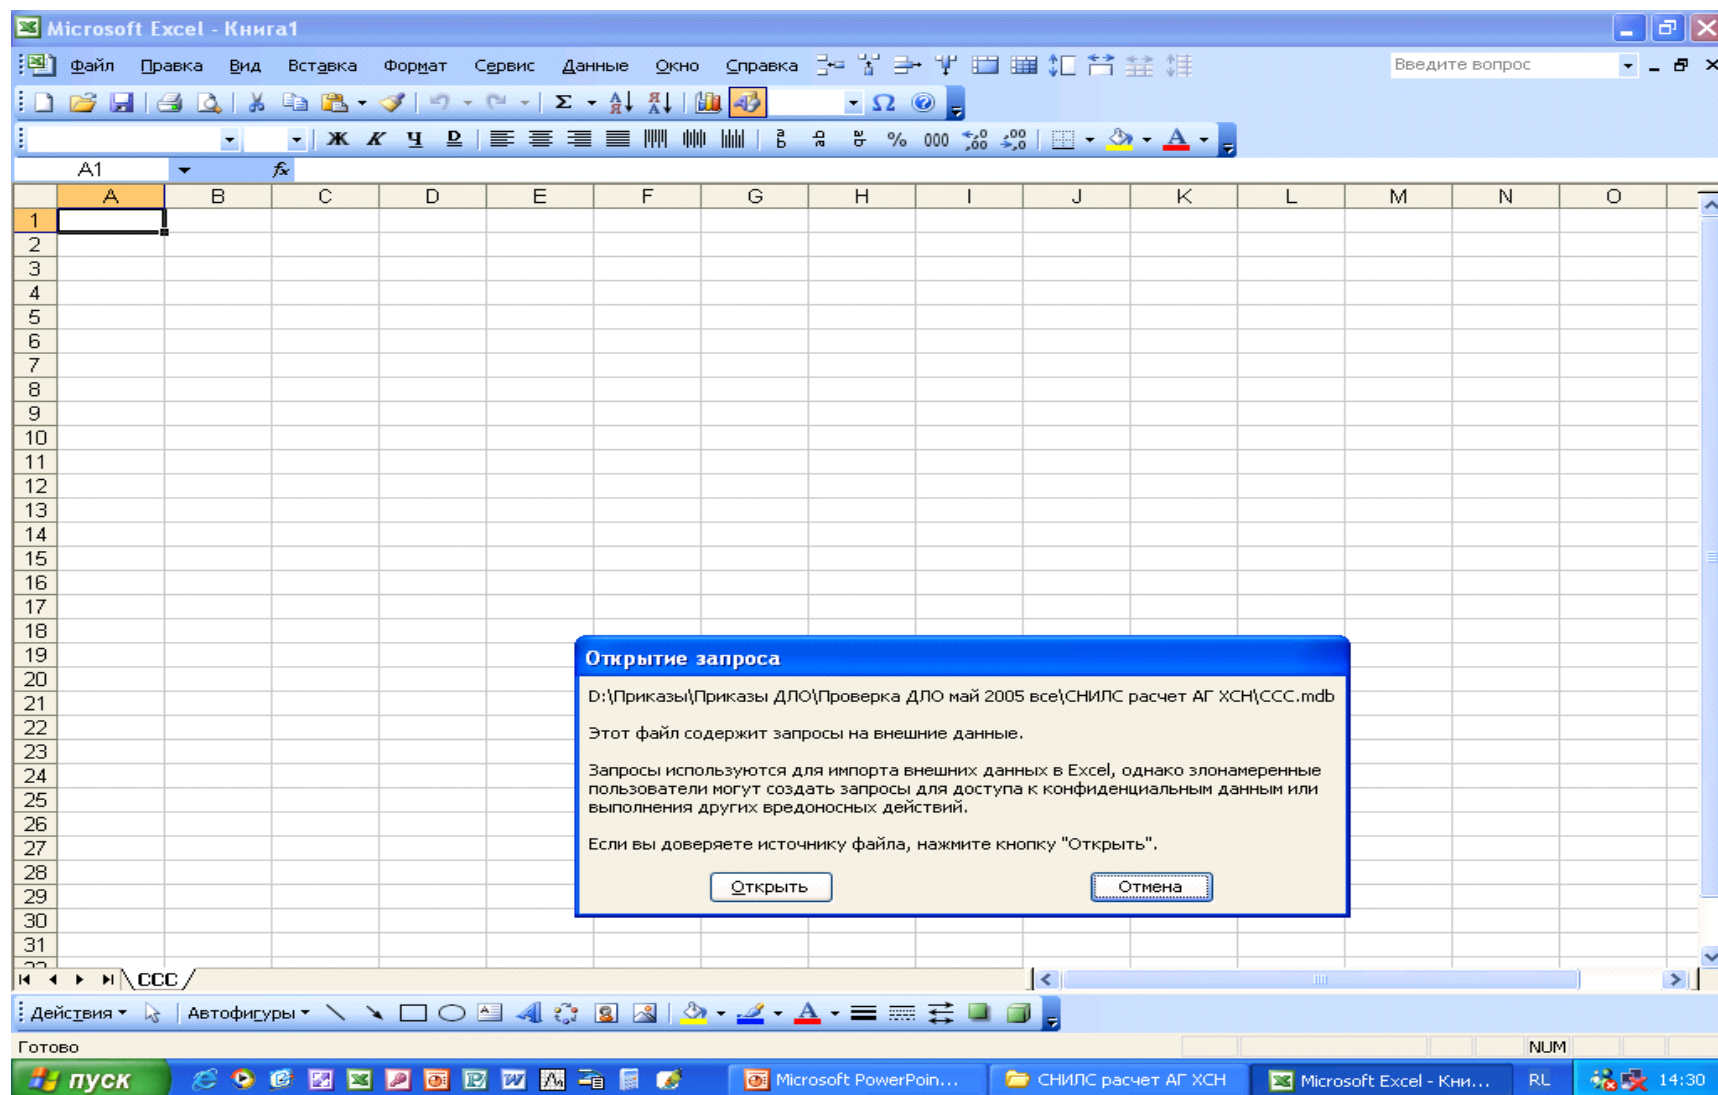 Microsoft Excel - Книга1
Файл Правка Вид Вставка Формат Сервис Данные Окно Справка Введите вопрос
Ж К Ч D % 000
A1 fx
A B C D E F G H I J K L M N O
1
2
3
4
5
6
7
8
9
10
11
12
13
14
15
16
17
18
19
20
21
22
23
24
25
26
27
28
29
30
31
Открытие запроса
D:\Приказы\Приказы ДЛО\Проверка ДЛО май 2005 все\СНИЛС расчет АГ ХСН\ССС.mdb
Этот файл содержит запросы на внешние данные.
Запросы используются для импорта внешних данных в Excel, однако злонамеренные
пользователи могут создать запросы для доступа к конфиденциальным данным или
выполнения других вредоносных действий.
Если вы доверяете источнику файла, нажмите кнопку "Открыть".
Открыть Отмена
ССС
Действия Автофигуры
Готово NUM
пуск Microsoft PowerPoin... СНИЛС расчет АГ ХСН Microsoft Excel - Кни... RL 14:30